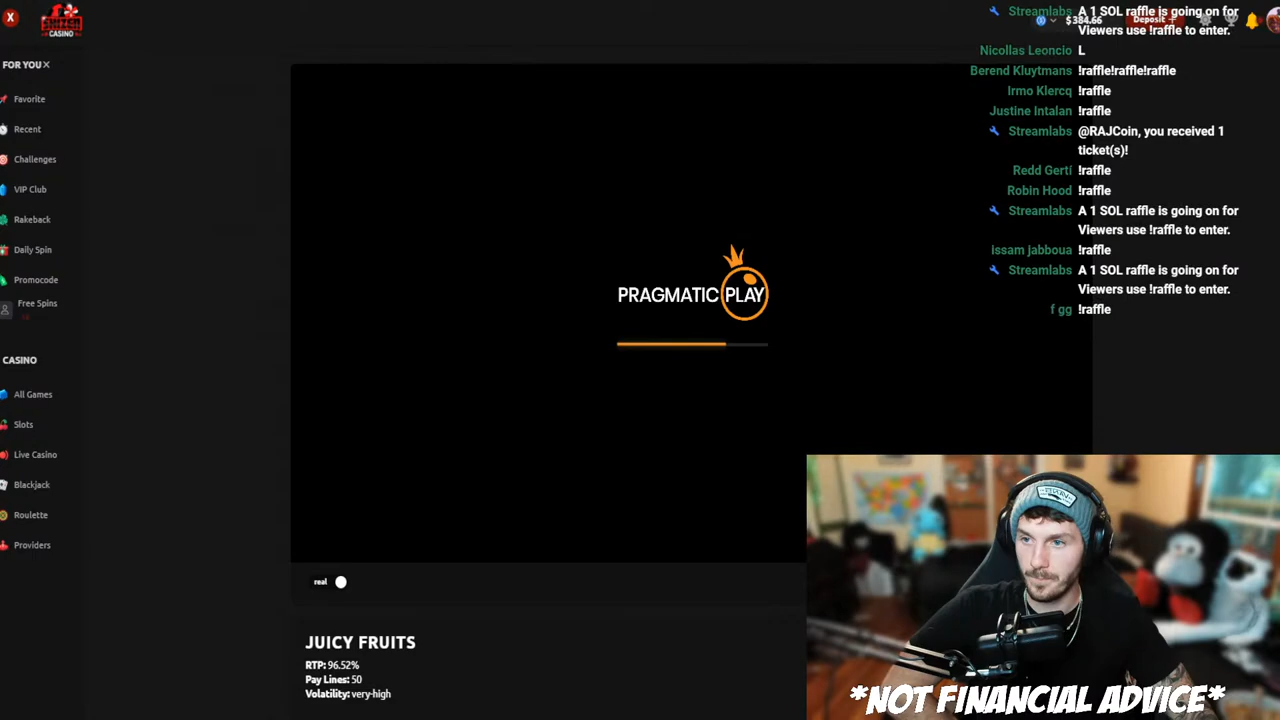 X
SHIZEN
CASINO
FOR YOU X
Favorite
Recent
Challenges
VIP Club
Rakeback
Daily Spin
Promocode
Free Spins
CASINO
All Games
Slots
Live Casino
Blackjack
Roulette
Providers
$384.66
Deposit
PRAGMATIC PLAY
real
JUICY FRUITS
RTP: 96.52%
Pay Lines: 50
Volatility: very-high
Streamlabs A 1 SOL raffle is going on for
Viewers use !raffle to enter.
Nicollas Leoncio L
Berend Kluytmans !raffle!raffle!raffle
Irmo Klercq !raffle
Justine Intalan !raffle
Streamlabs @RAJCoin, you received 1
ticket(s)!
Redd Gertí !raffle
Robin Hood !raffle
Streamlabs A 1 SOL raffle is going on for
Viewers use !raffle to enter.
issam jabboua !raffle
Streamlabs A 1 SOL raffle is going on for
Viewers use !raffle to enter.
f gg !raffle
*NOT FINANCIAL ADVICE*